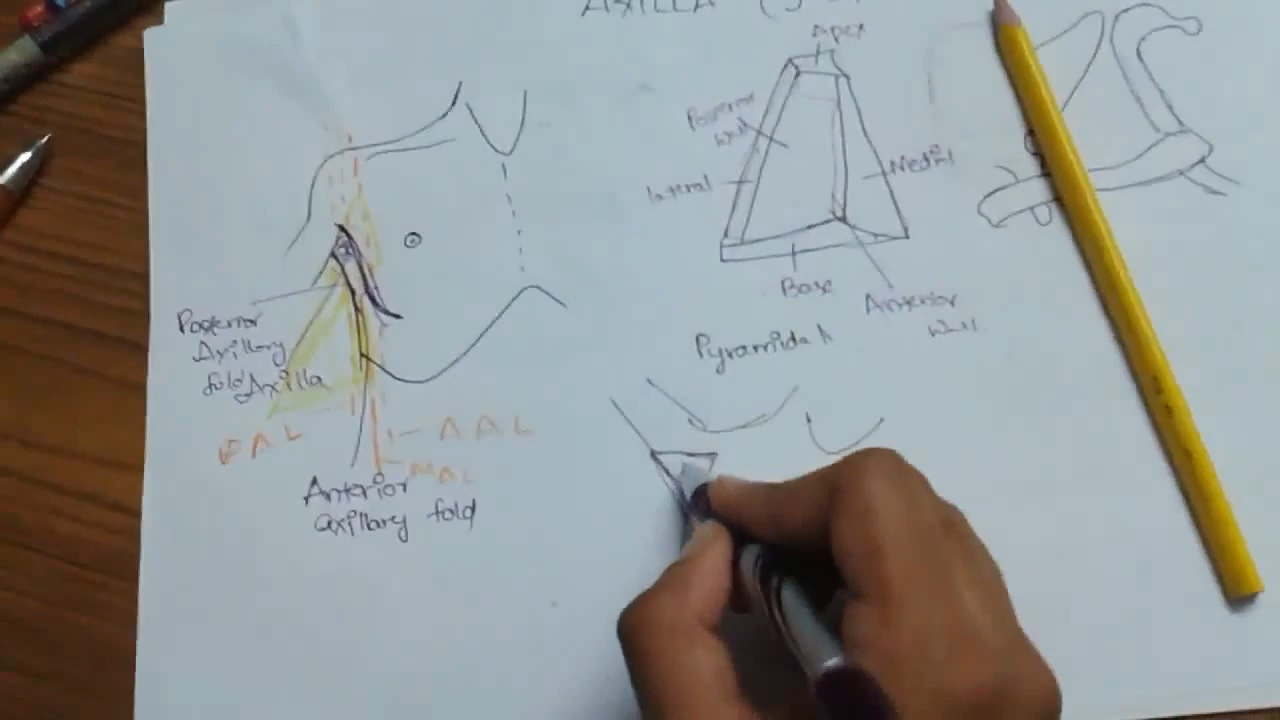 AXILLA
Apex
Posterior
Wall
lateral
Medial
Base
Anterior
Wall
Pyramidal
Posterior
Axillary
fold
Axilla
PAL
AAL
MAL
Anterior
axillary fold